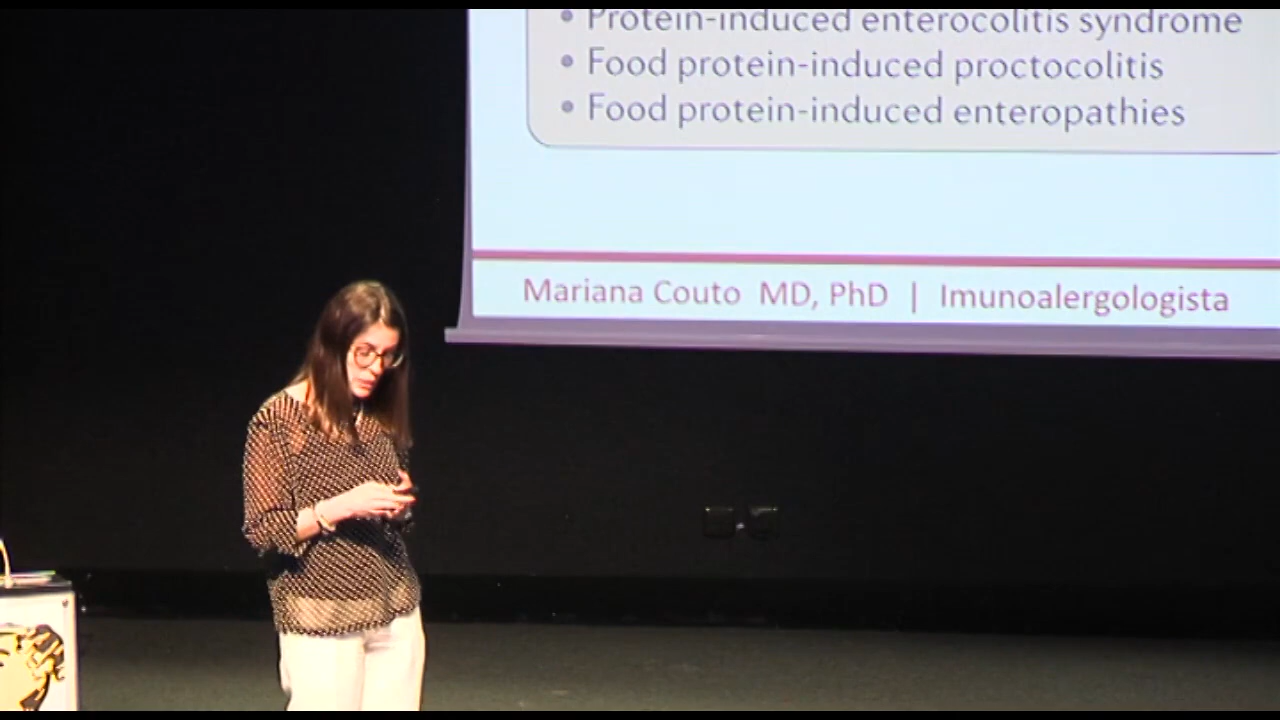 • Protein-induced enterocolitis syndrome
• Food protein-induced proctocolitis
• Food protein-induced enteropathies
Mariana Couto MD, PhD | Imunoalergologista